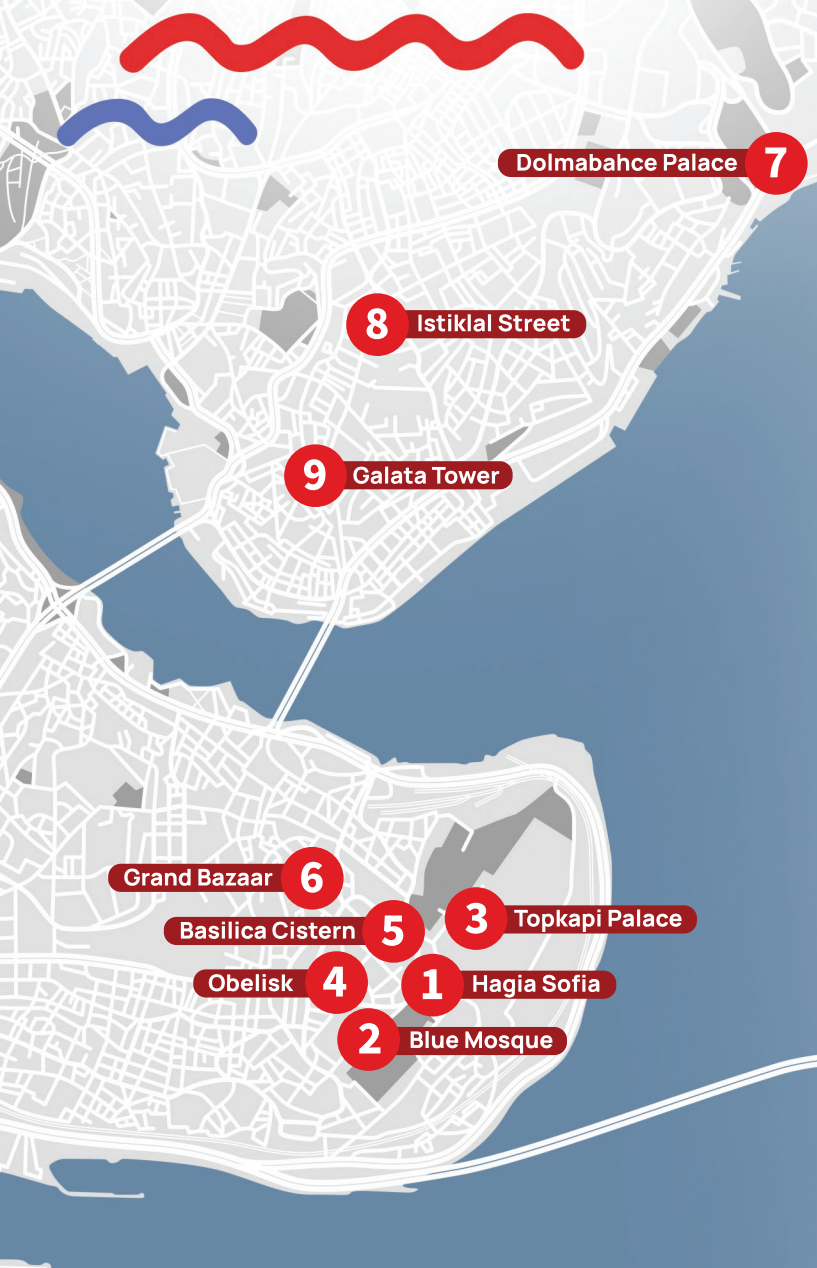 Dolmabahce Palace 7
8 Istiklal Street
9 Galata Tower
Grand Bazaar 6
Basilica Cistern 5
3 Topkapi Palace
Obelisk 4
1 Hagia Sofia
2 Blue Mosque